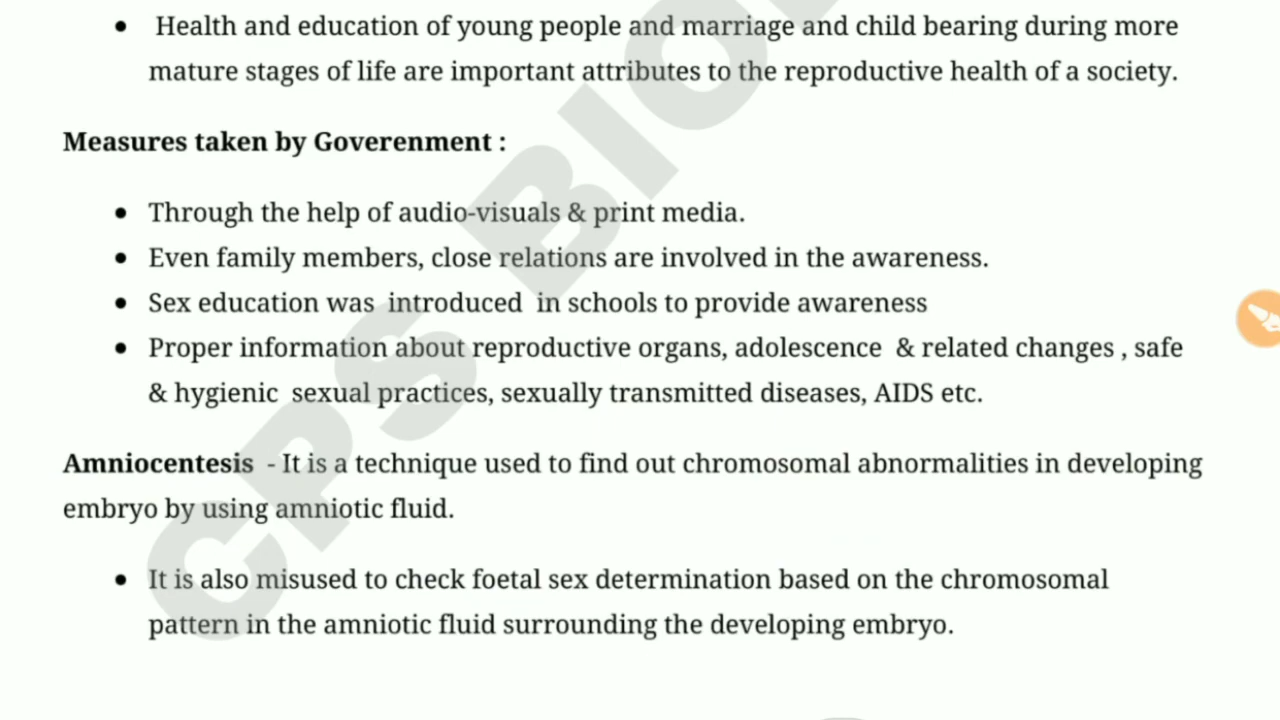 • Health and education of young people and marriage and child bearing during more
mature stages of life are important attributes to the reproductive health of a society.
Measures taken by Goverenment :
• Through the help of audio-visuals & print media.
• Even family members, close relations are involved in the awareness.
• Sex education was introduced in schools to provide awareness
• Proper information about reproductive organs, adolescence & related changes , safe
& hygienic sexual practices, sexually transmitted diseases, AIDS etc.
Amniocentesis - It is a technique used to find out chromosomal abnormalities in developing
embryo by using amniotic fluid.
• It is also misused to check foetal sex determination based on the chromosomal
pattern in the amniotic fluid surrounding the developing embryo.
CPS BIO